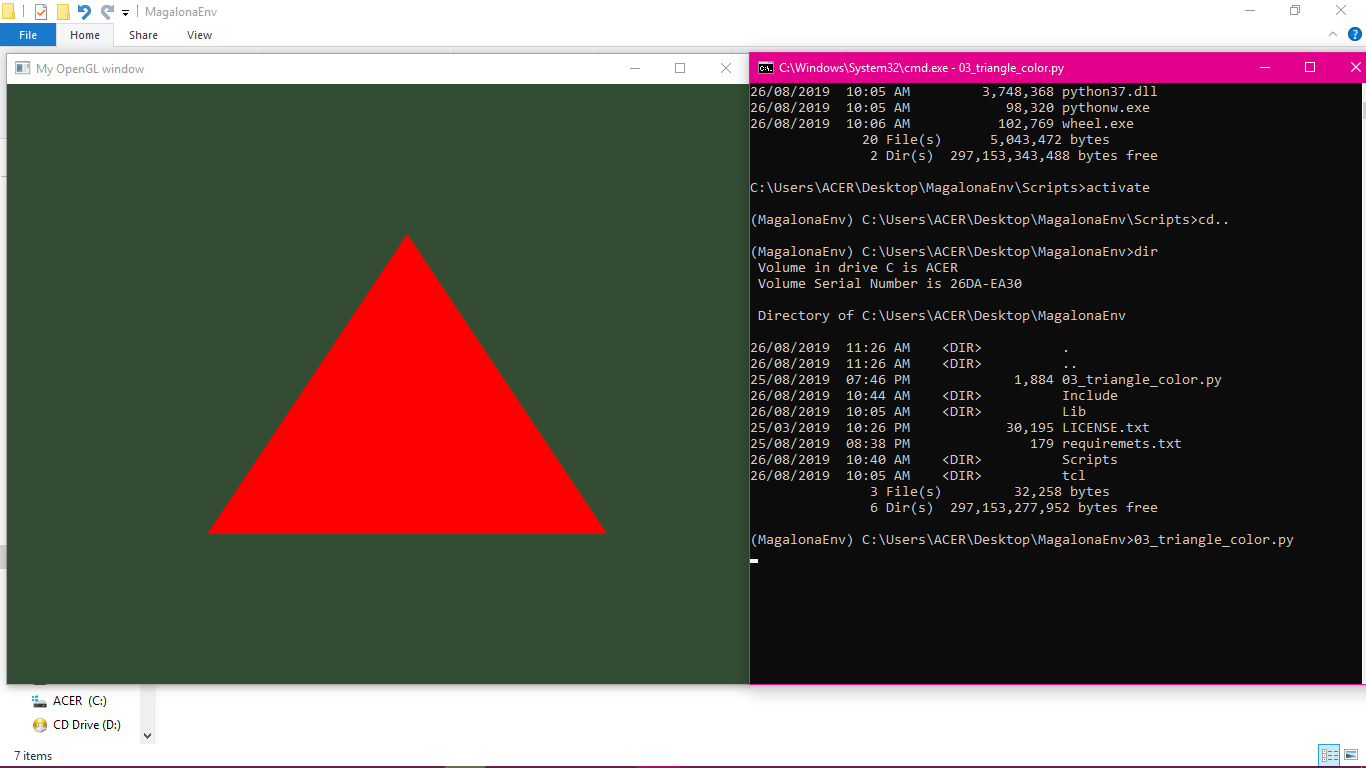 MagalonaEnv
File Home Share View
My OpenGL window
C:\Windows\System32\cmd.exe - 03_triangle_color.py
26/08/2019  10:05 AM         3,748,368 python37.dll
26/08/2019  10:05 AM            98,320 pythonw.exe
26/08/2019  10:06 AM           102,769 wheel.exe
20 File(s)      5,043,472 bytes
2 Dir(s)  297,153,343,488 bytes free
C:\Users\ACER\Desktop\MagalonaEnv\Scripts>activate
(MagalonaEnv) C:\Users\ACER\Desktop\MagalonaEnv\Scripts>cd..
(MagalonaEnv) C:\Users\ACER\Desktop\MagalonaEnv>dir
Volume in drive C is ACER
Volume Serial Number is 26DA-EA30
Directory of C:\Users\ACER\Desktop\MagalonaEnv
26/08/2019  11:26 AM    <DIR>          .
26/08/2019  11:26 AM    <DIR>          ..
25/08/2019  07:46 PM             1,884 03_triangle_color.py
26/08/2019  10:44 AM    <DIR>          Include
26/08/2019  10:05 AM    <DIR>          Lib
25/03/2019  10:26 PM            30,195 LICENSE.txt
25/08/2019  08:38 PM               179 requiremets.txt
26/08/2019  10:40 AM    <DIR>          Scripts
26/08/2019  10:05 AM    <DIR>          tcl
3 File(s)         32,258 bytes
6 Dir(s)  297,153,277,952 bytes free
(MagalonaEnv) C:\Users\ACER\Desktop\MagalonaEnv>03_triangle_color.py
ACER (C:)
CD Drive (D:)
7 items